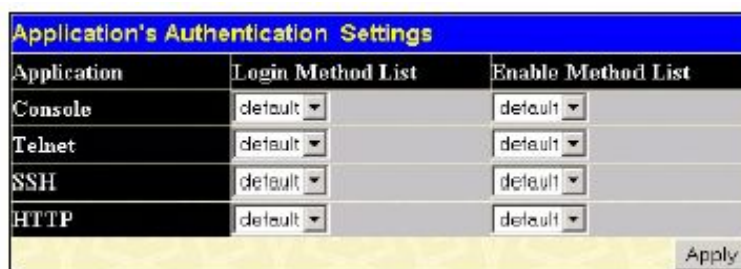 Application's Authentication Settings
Application Login Method List Enable Method List
Console default default
Telnet default default
SSH default default
HTTP default default
Apply